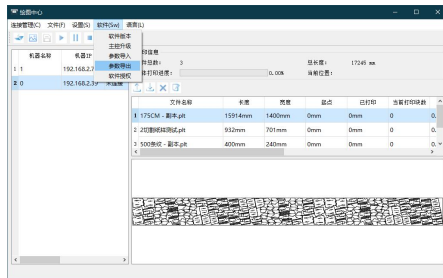 绘图中心
连接管理(C) 文件(F) 设置(S) 软件(Sw) 语言(L)
软件版本
主控升级
参数导入
参数导出
软件授权
机器名称 机器IP
1 1 192.168.2.7
2 0 192.168.2.3 未连接
印信息
件总数: 3 总长度: 17245 mm
体打印进度: 0.00% 当前位置:
文件名称 长度 宽度 起点 已打印 当前打印块数
1 175CM - 副本.plt 15914mm 1400mm 0mm 0mm 0 0.
2 2切割纸样测试.plt 932mm 701mm 0mm 0mm 0 0.
3 500条纹 - 副本.plt 400mm 240mm 0mm 0mm 0 0.